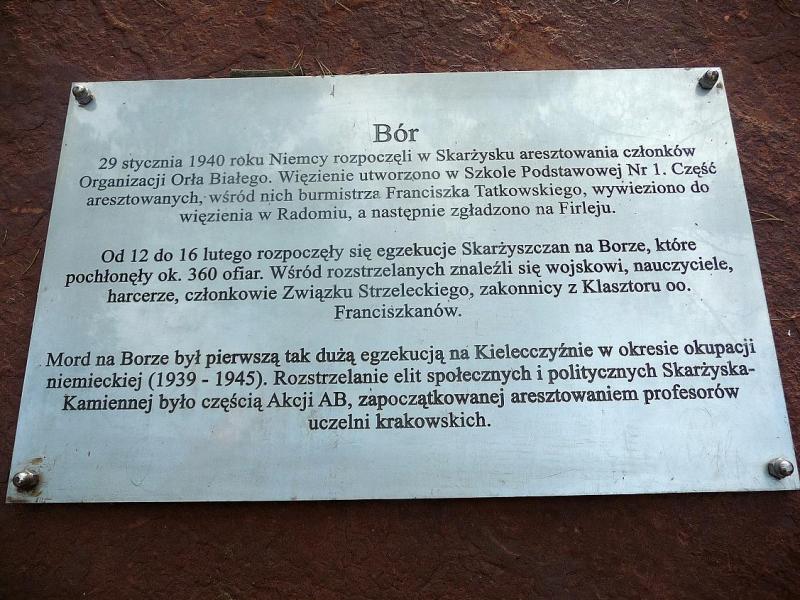 Bór
29 stycznia 1940 roku Niemcy rozpoczęli w Skarżysku aresztowania członków
Organizacji Orła Białego. Więzienie utworzono w Szkole Podstawowej Nr 1. Część
aresztowanych, wśród nich burmistrza Franciszka Tatkowskiego, wywieziono do
więzienia w Radomiu, a następnie zgładzono na Firleju.
Od 12 do 16 lutego rozpoczęły się egzekucje Skarżyszczan na Borze, które
pochłonęły ok. 360 ofiar. Wśród rozstrzelanych znaleźli się wojskowi, nauczyciele,
harcerze, członkowie Związku Strzeleckiego, zakonnicy z Klasztoru oo.
Franciszkanów.
Mord na Borze był pierwszą tak dużą egzekucją na Kielecczyźnie w okresie okupacji
niemieckiej (1939 - 1945). Rozstrzelanie elit społecznych i politycznych Skarżyska-
Kamiennej było częścią Akcji AB, zapoczątkowanej aresztowaniem profesorów
uczelni krakowskich.